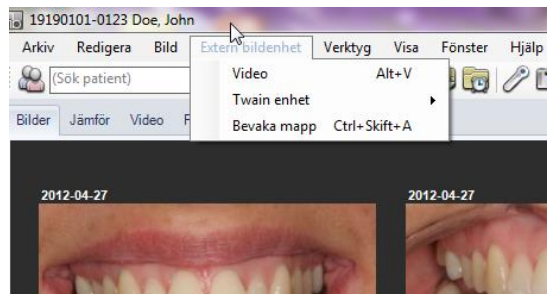 19190101-0123 Doe, John
Arkiv Redigera Bild Extern bildenhet Verktyg Visa Fönster Hjälp
(Sök patient)
Video Alt+V
Twain enhet
Bevaka mapp Ctrl+Skift+A
Bilder Jämför Video
2012-04-27 2012-04-27